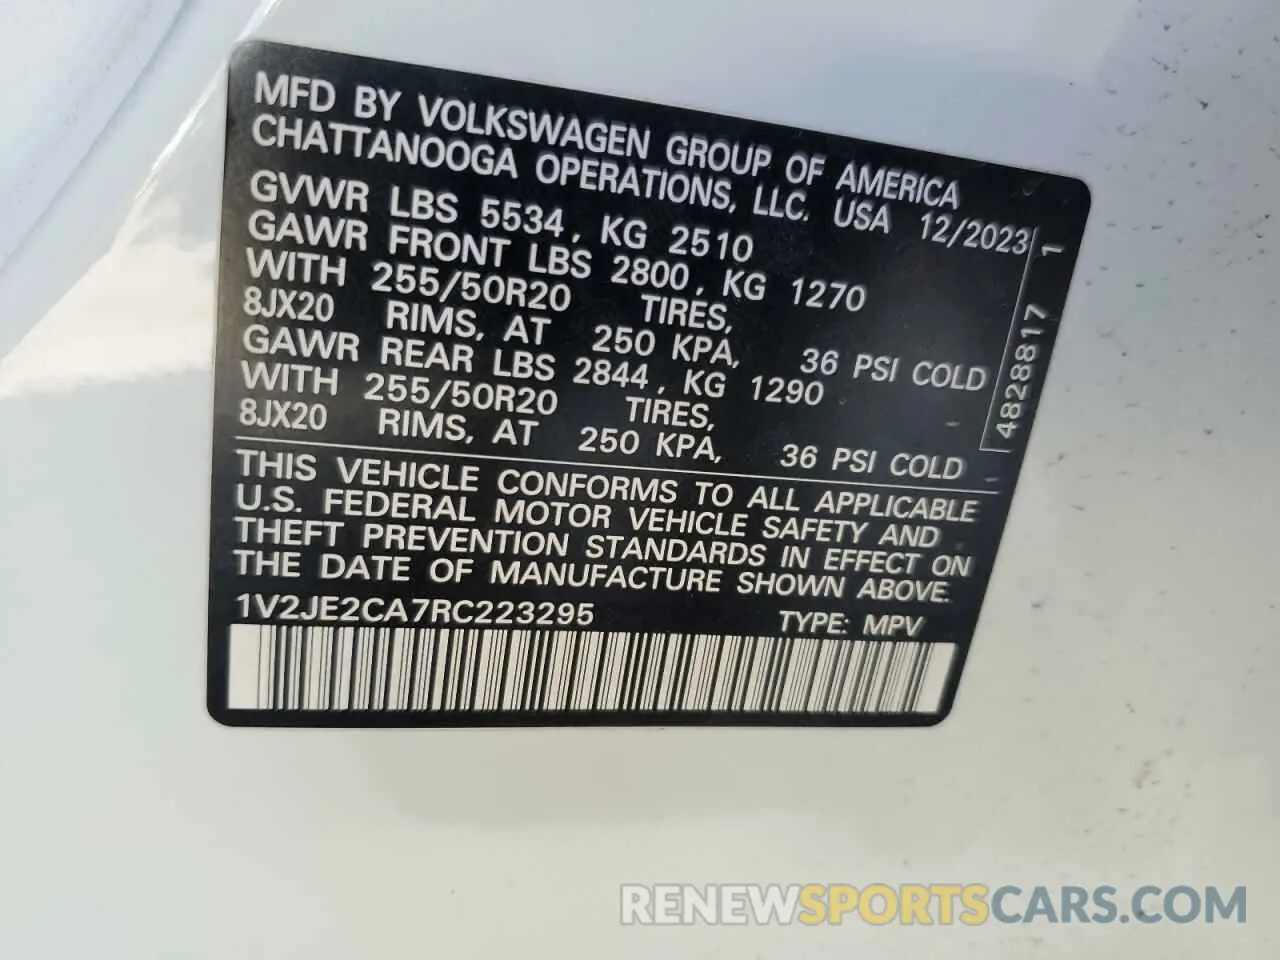 MFD BY VOLKSWAGEN GROUP OF AMERICA
CHATTANOOGA OPERATIONS, LLC. USA 12/2023
GVWR LBS 5534, KG 2510
GAWR FRONT LBS 2800, KG 1270
WITH 255/50R20 TIRES,
8JX20 RIMS, AT 250 KPA, 36 PSI COLD
GAWR REAR LBS 2844, KG 1290
WITH 255/50R20 TIRES,
8JX20 RIMS, AT 250 KPA, 36 PSI COLD
4828817 1
THIS VEHICLE CONFORMS TO ALL APPLICABLE
U.S. FEDERAL MOTOR VEHICLE SAFETY AND
THEFT PREVENTION STANDARDS IN EFFECT ON
THE DATE OF MANUFACTURE SHOWN ABOVE.
1V2JE2CA7RC223295 TYPE: MPV
RENEWSPORTSCARS.COM